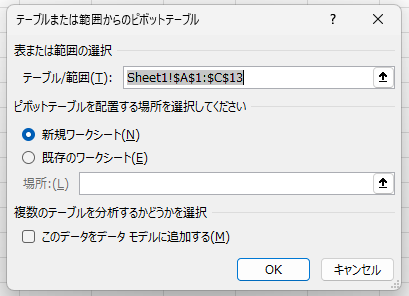 テーブルまたは範囲からのピボットテーブル
表または範囲の選択
テーブル/範囲(T): Sheet1!$A$1:$C$13
ピボットテーブルを配置する場所を選択してください
新規ワークシート(N)
既存のワークシート(E)
場所:(L)
複数のテーブルを分析するかどうかを選択
このデータをデータ モデルに追加する(M)
OK キャンセル